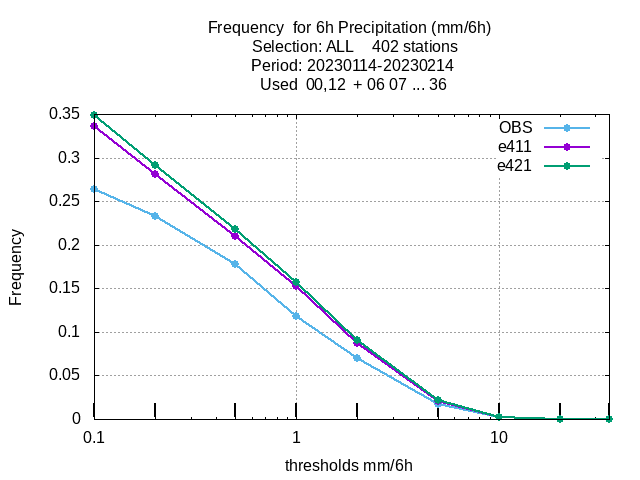 Frequency  for 6h Precipitation (mm/6h)
Selection: ALL    402 stations
Period: 20230114-20230214
Used  00,12  + 06 07 ... 36
0.35
0.3
0.25
0.2
0.15
0.1
0.05
0
Frequency
OBS
e411
e421
0.1 1 10
thresholds mm/6h